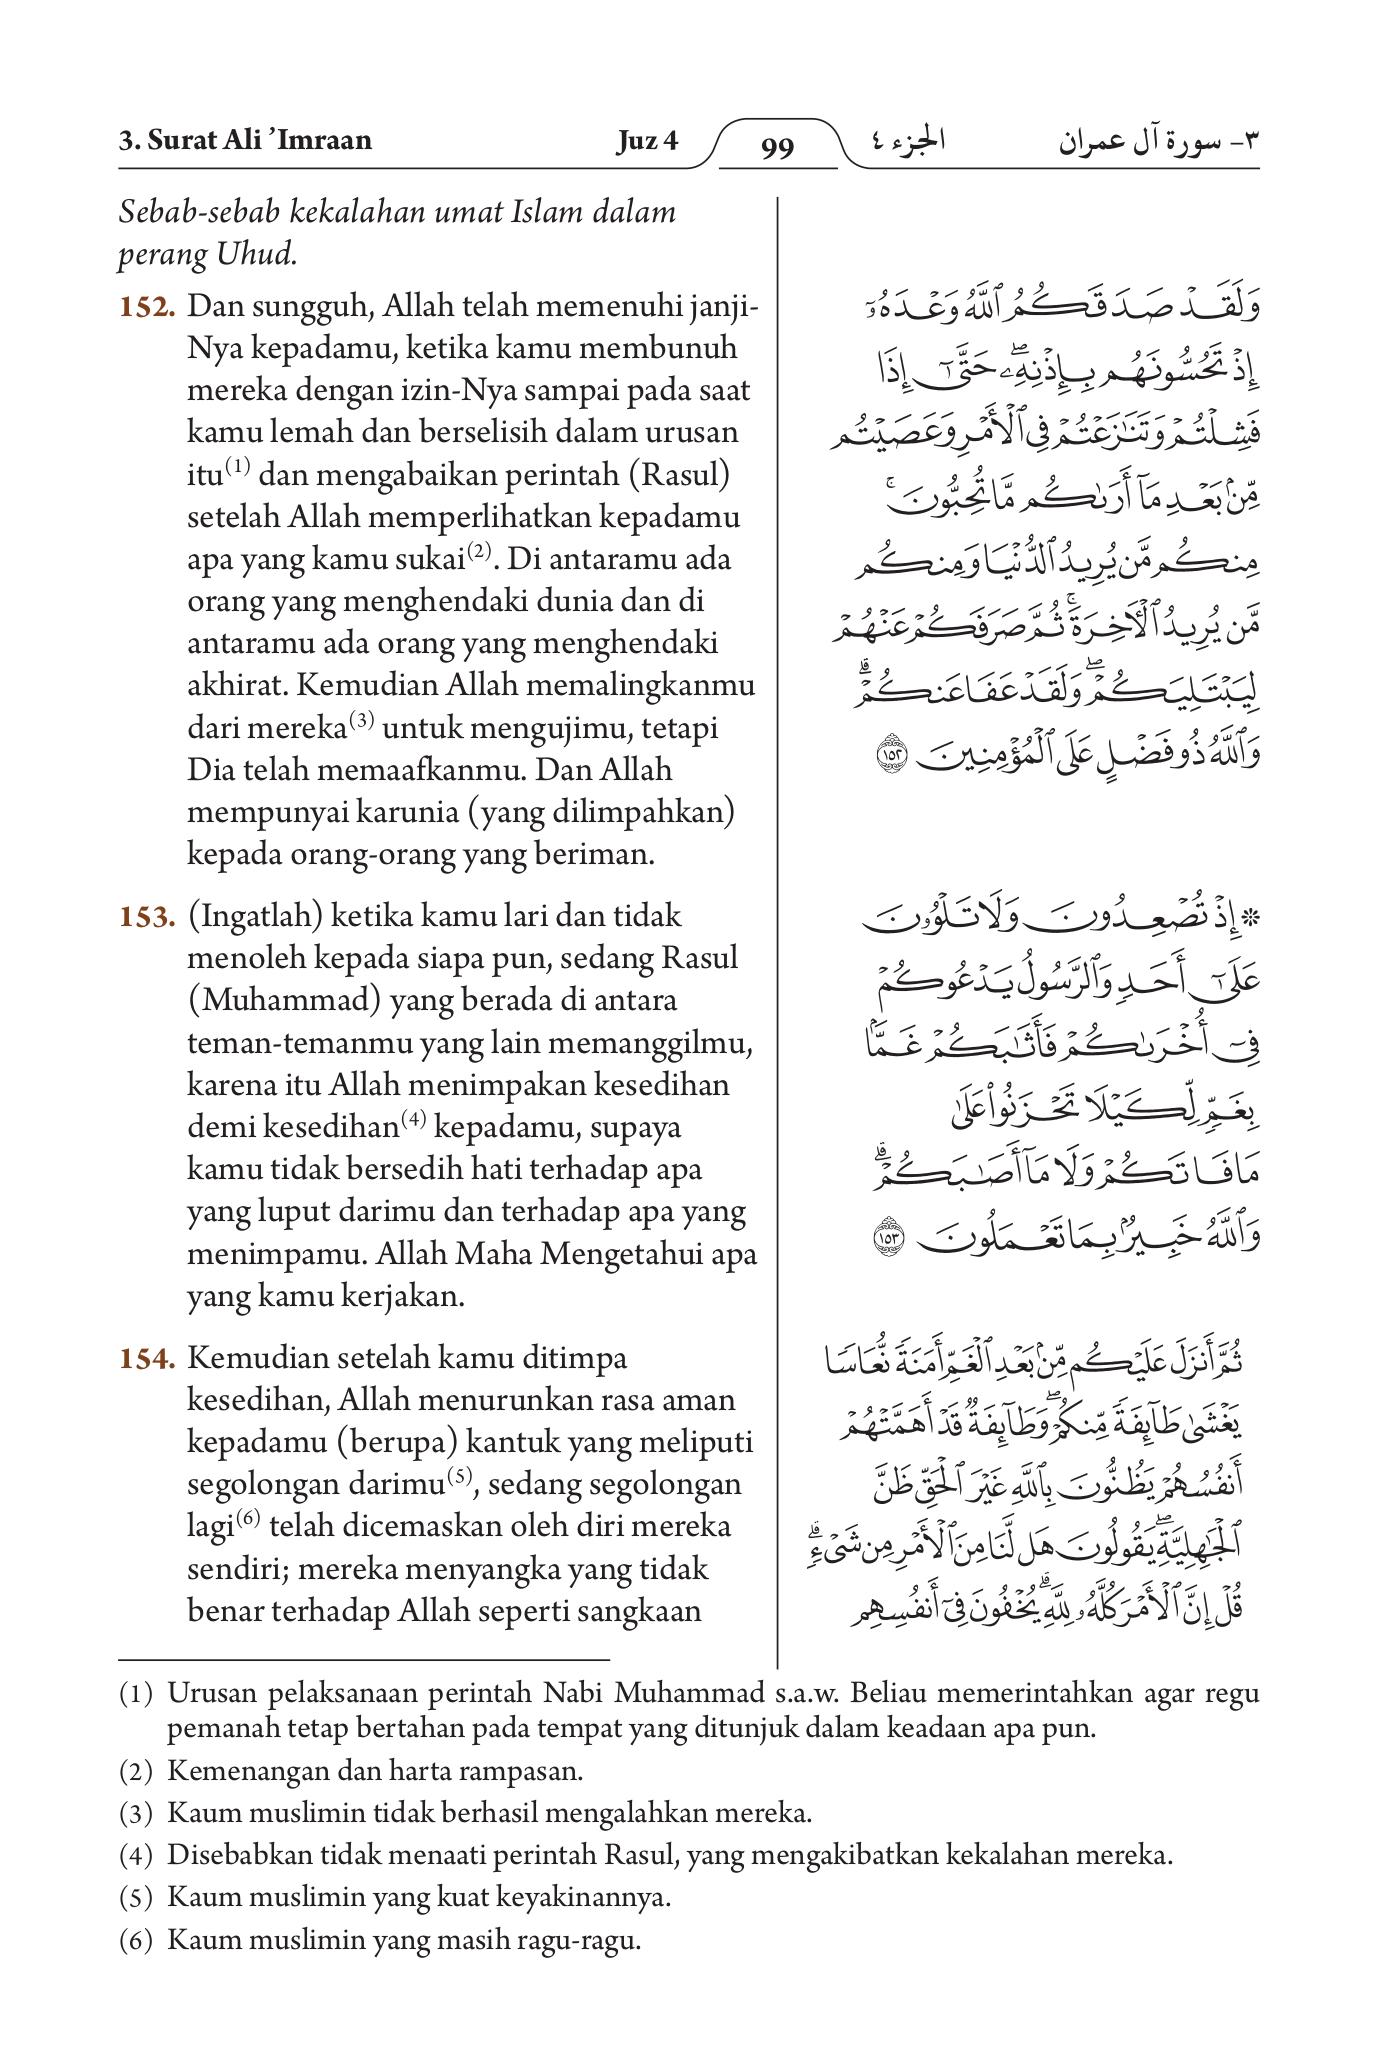 3. Surat Ali ’Imraan Juz 4 99 الجزء ٤ ٣- سورة آل عمران
Sebab-sebab kekalahan umat Islam dalam
perang Uhud.
152. Dan sungguh, Allah telah memenuhi janji-
Nya kepadamu, ketika kamu membunuh
mereka dengan izin-Nya sampai pada saat
kamu lemah dan berselisih dalam urusan
itu(1) dan mengabaikan perintah (Rasul)
setelah Allah memperlihatkan kepadamu
apa yang kamu sukai(2). Di antaramu ada
orang yang menghendaki dunia dan di
antaramu ada orang yang menghendaki
akhirat. Kemudian Allah memalingkanmu
dari mereka(3) untuk mengujimu, tetapi
Dia telah memaafkanmu. Dan Allah
mempunyai karunia (yang dilimpahkan)
kepada orang-orang yang beriman.
وَلَقَدْ صَدَقَكُمُ ٱللَّهُ وَعْدَهُۥٓ
إِذْ تَحُسُّونَهُم بِإِذْنِهِۦۖ حَتَّىٰٓ إِذَا
فَشِلْتُمْ وَتَنَٰزَعْتُمْ فِي ٱلْأَمْرِ وَعَصَيْتُم
مِّنۢ بَعْدِ مَآ أَرَىٰكُم مَّا تُحِبُّونَۚ
مِنكُم مَّن يُرِيدُ ٱلدُّنْيَا وَمِنكُم
مَّن يُرِيدُ ٱلْأٓخِرَةَۚ ثُمَّ صَرَفَكُمْ عَنْهُمْ
لِيَبْتَلِيَكُمْۖ وَلَقَدْ عَفَا عَنكُمْۗ
وَٱللَّهُ ذُو فَضْلٍ عَلَى ٱلْمُؤْمِنِينَ ١٥٢
153. (Ingatlah) ketika kamu lari dan tidak
menoleh kepada siapa pun, sedang Rasul
(Muhammad) yang berada di antara
teman-temanmu yang lain memanggilmu,
karena itu Allah menimpakan kesedihan
demi kesedihan(4) kepadamu, supaya
kamu tidak bersedih hati terhadap apa
yang luput darimu dan terhadap apa yang
menimpamu. Allah Maha Mengetahui apa
yang kamu kerjakan.
۞ إِذْ تُصْعِدُونَ وَلَا تَلْوُۥنَ
عَلَىٰٓ أَحَدٍ وَٱلرَّسُولُ يَدْعُوكُمْ
فِيٓ أُخْرَىٰكُمْ فَأَثَٰبَكُمْ غَمَّۢا
بِغَمٍّ لِّكَيْلَا تَحْزَنُوا۟ عَلَىٰ
مَا فَاتَكُمْ وَلَا مَآ أَصَٰبَكُمْۗ
وَٱللَّهُ خَبِيرٌۢ بِمَا تَعْمَلُونَ ١٥٣
154. Kemudian setelah kamu ditimpa
kesedihan, Allah menurunkan rasa aman
kepadamu (berupa) kantuk yang meliputi
segolongan darimu(5), sedang segolongan
lagi(6) telah dicemaskan oleh diri mereka
sendiri; mereka menyangka yang tidak
benar terhadap Allah seperti sangkaan
ثُمَّ أَنزَلَ عَلَيْكُم مِّنۢ بَعْدِ ٱلْغَمِّ أَمَنَةً نُّعَاسًا
يَغْشَىٰ طَآئِفَةً مِّنكُمْۖ وَطَآئِفَةٌ قَدْ أَهَمَّتْهُمْ
أَنفُسُهُمْ يَظُنُّونَ بِٱللَّهِ غَيْرَ ٱلْحَقِّ ظَنَّ
ٱلْجَٰهِلِيَّةِۖ يَقُولُونَ هَل لَّنَا مِنَ ٱلْأَمْرِ مِن شَيْءٍۗ
قُلْ إِنَّ ٱلْأَمْرَ كُلَّهُۥ لِلَّهِۗ يُخْفُونَ فِيٓ أَنفُسِهِم
(1) Urusan pelaksanaan perintah Nabi Muhammad s.a.w. Beliau memerintahkan agar regu
pemanah tetap bertahan pada tempat yang ditunjuk dalam keadaan apa pun.
(2) Kemenangan dan harta rampasan.
(3) Kaum muslimin tidak berhasil mengalahkan mereka.
(4) Disebabkan tidak menaati perintah Rasul, yang mengakibatkan kekalahan mereka.
(5) Kaum muslimin yang kuat keyakinannya.
(6) Kaum muslimin yang masih ragu-ragu.